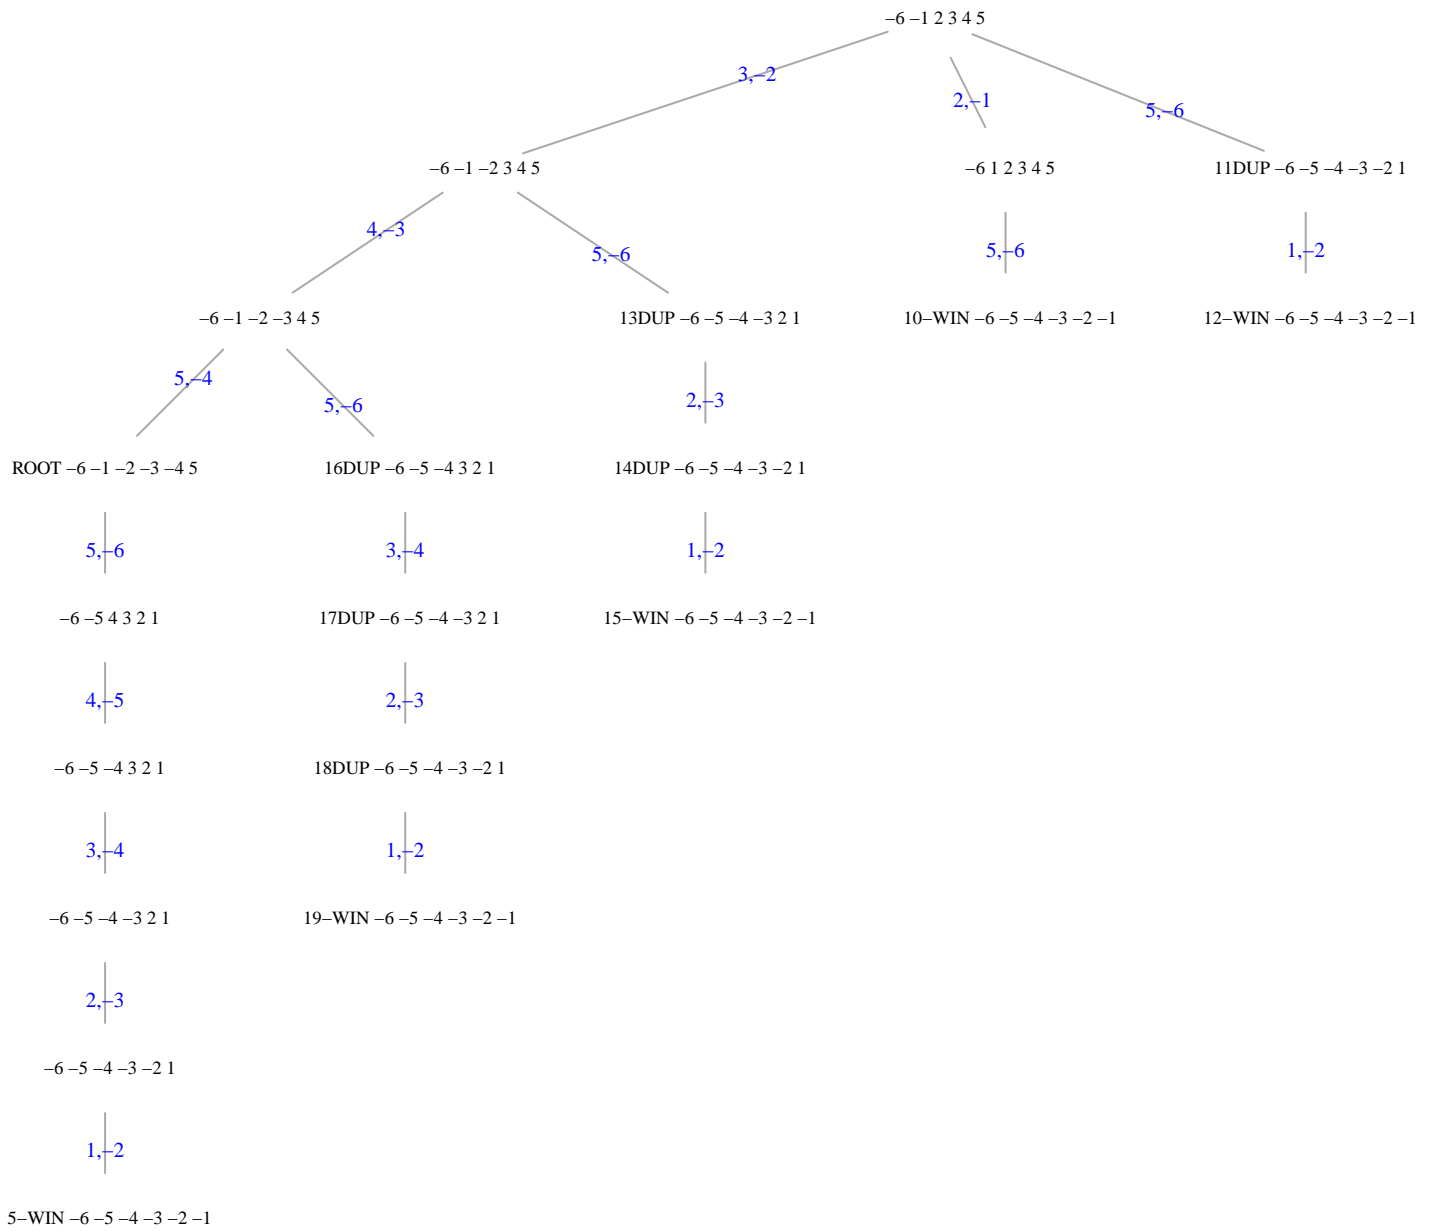 –6 –1 2 3 4 5
3,–2
2,–1
5,–6
–6 –1 –2 3 4 5
–6 1 2 3 4 5
11DUP –6 –5 –4 –3 –2 1
4,–3
5,–6
5,–6
1,–2
–6 –1 –2 –3 4 5
13DUP –6 –5 –4 –3 2 1
10–WIN –6 –5 –4 –3 –2 –1
12–WIN –6 –5 –4 –3 –2 –1
5,–4
5,–6
2,–3
ROOT –6 –1 –2 –3 –4 5
16DUP –6 –5 –4 3 2 1
14DUP –6 –5 –4 –3 –2 1
5,–6
3,–4
1,–2
–6 –5 4 3 2 1
17DUP –6 –5 –4 –3 2 1
15–WIN –6 –5 –4 –3 –2 –1
4,–5
2,–3
–6 –5 –4 3 2 1
18DUP –6 –5 –4 –3 –2 1
3,–4
1,–2
–6 –5 –4 –3 2 1
19–WIN –6 –5 –4 –3 –2 –1
2,–3
–6 –5 –4 –3 –2 1
1,–2
5–WIN –6 –5 –4 –3 –2 –1